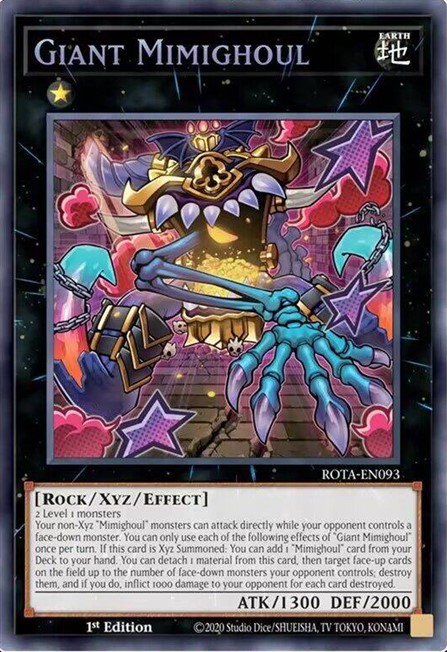 GIANT MIMIGHOUL
EARTH
地
ROTA-EN093
[ROCK/XYZ/EFFECT]
2 Level 1 monsters
Your non-Xyz "Mimighoul" monsters can attack directly while your opponent controls a
face-down monster. You can only use each of the following effects of "Giant Mimighoul"
once per turn. If this card is Xyz Summoned: You can add 1 "Mimighoul" card from your
Deck to your hand. You can detach 1 material from this card, then target face-up cards
on the field up to the number of face-down monsters your opponent controls; destroy
them, and if you do, inflict 1000 damage to your opponent for each card destroyed.
ATK/1300 DEF/2000
1st Edition
©2020 Studio Dice/SHUEISHA, TV TOKYO, KONAMI